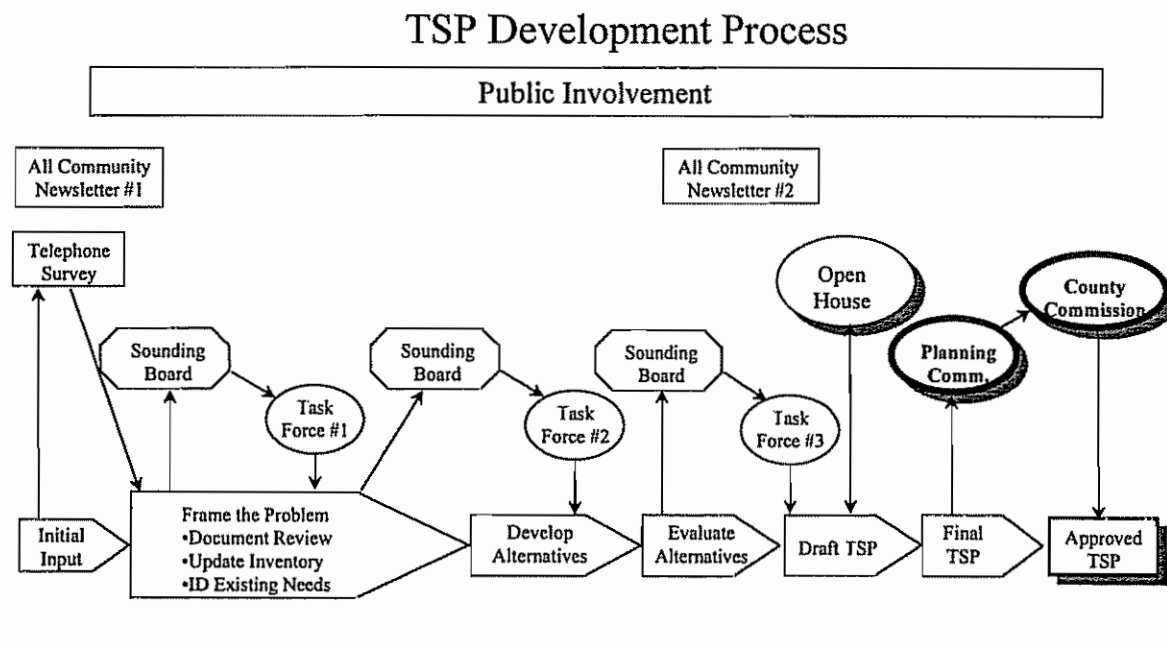 TSP Development Process
Public Involvement
All Community
Newsletter #1
All Community
Newsletter #2
Telephone
Survey
Open
House
County
Commission
Sounding
Board
Sounding
Board
Sounding
Board
Planning
Comm.
Task
Force #1
Task
Force #2
Task
Force #3
Initial
Input
Frame the Problem
•Document Review
•Update Inventory
•ID Existing Needs
Develop
Alternatives
Evaluate
Alternatives
Draft TSP
Final
TSP
Approved
TSP